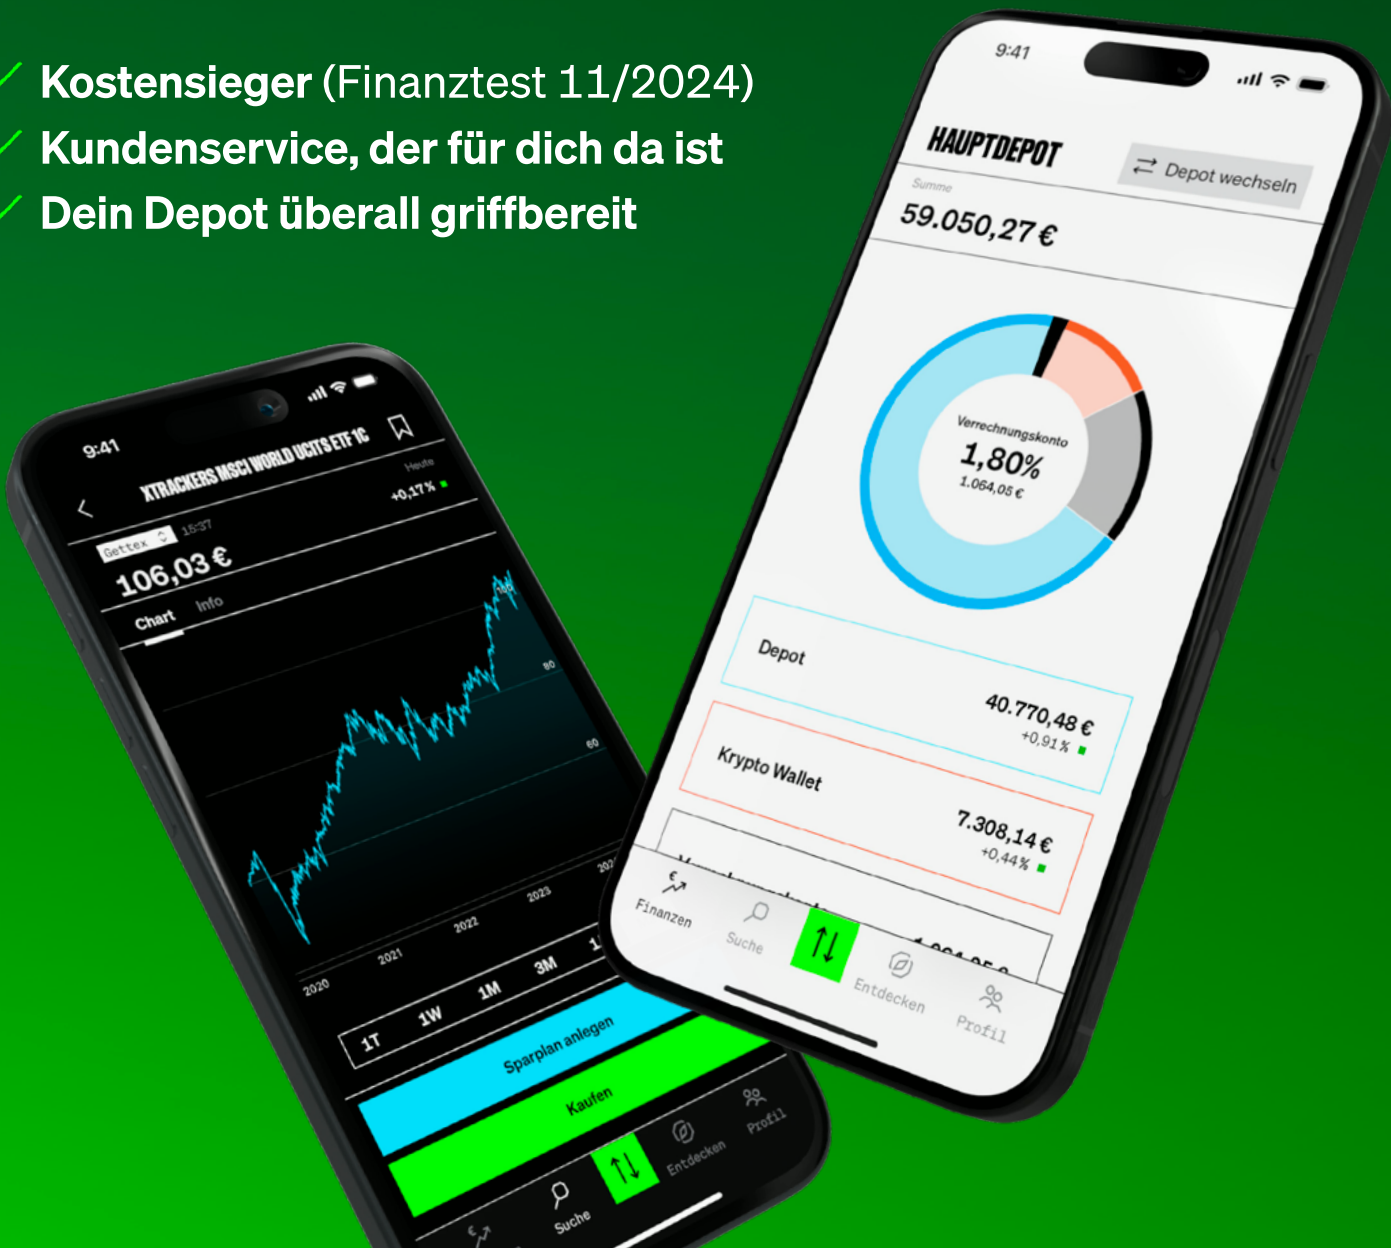 Kostensieger (Finanztest 11/2024)
Kundenservice, der für dich da ist
Dein Depot überall griffbereit
9:41
HAUPTDEPOT
Depot wechseln
Summe
59.050,27 €
Verrechnungskonto
1,80%
1.064,05 €
Depot
40.770,48 €
+0,91%
Krypto Wallet
7.308,14 €
+0,44%
Finanzen
Suche
Entdecken
Profil
9:41
XTRACKERS MSCI WORLD UCITS ETF 1C
Heute
+0,17%
Gettex 15:37
106,03 €
Chart Info
100
80
60
2020 2021 2022 2023
1T 1W 1M 3M
Sparplan anlegen
Kaufen
Suche
Entdecken
Profil